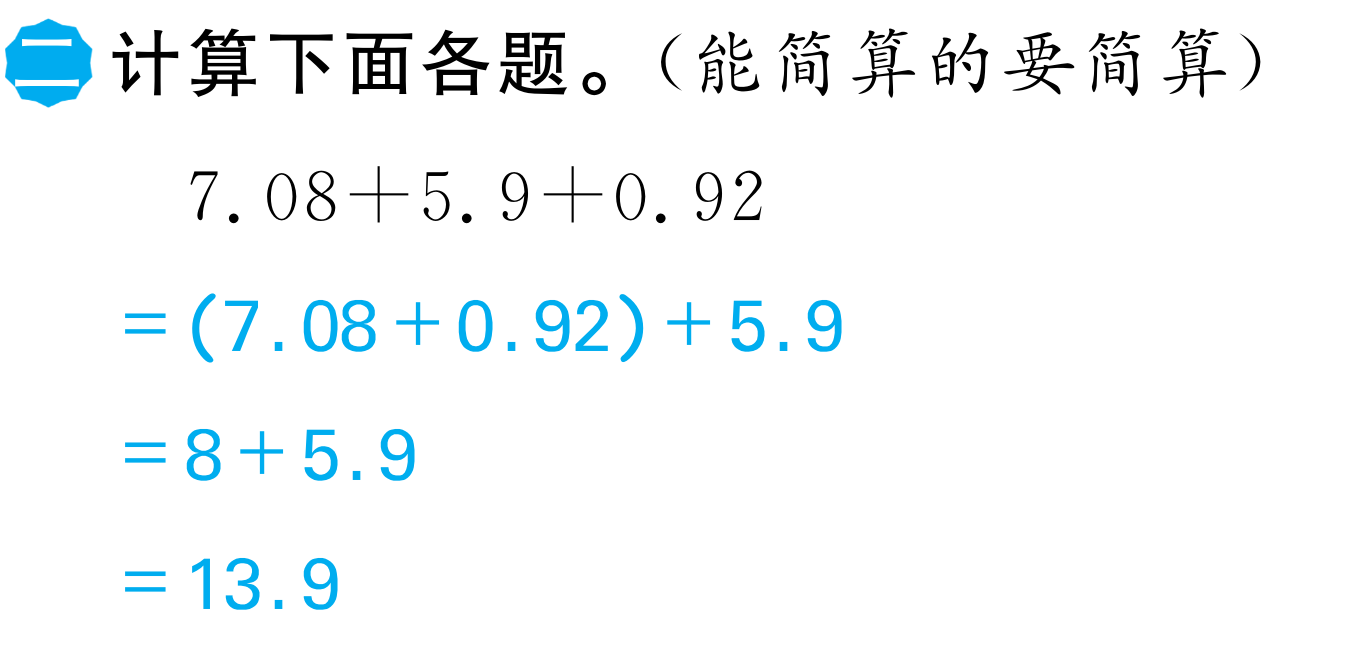 二 计算下面各题。(能简算的要简算)
7.08+5.9+0.92
=(7.08+0.92)+5.9
=8+5.9
=13.9